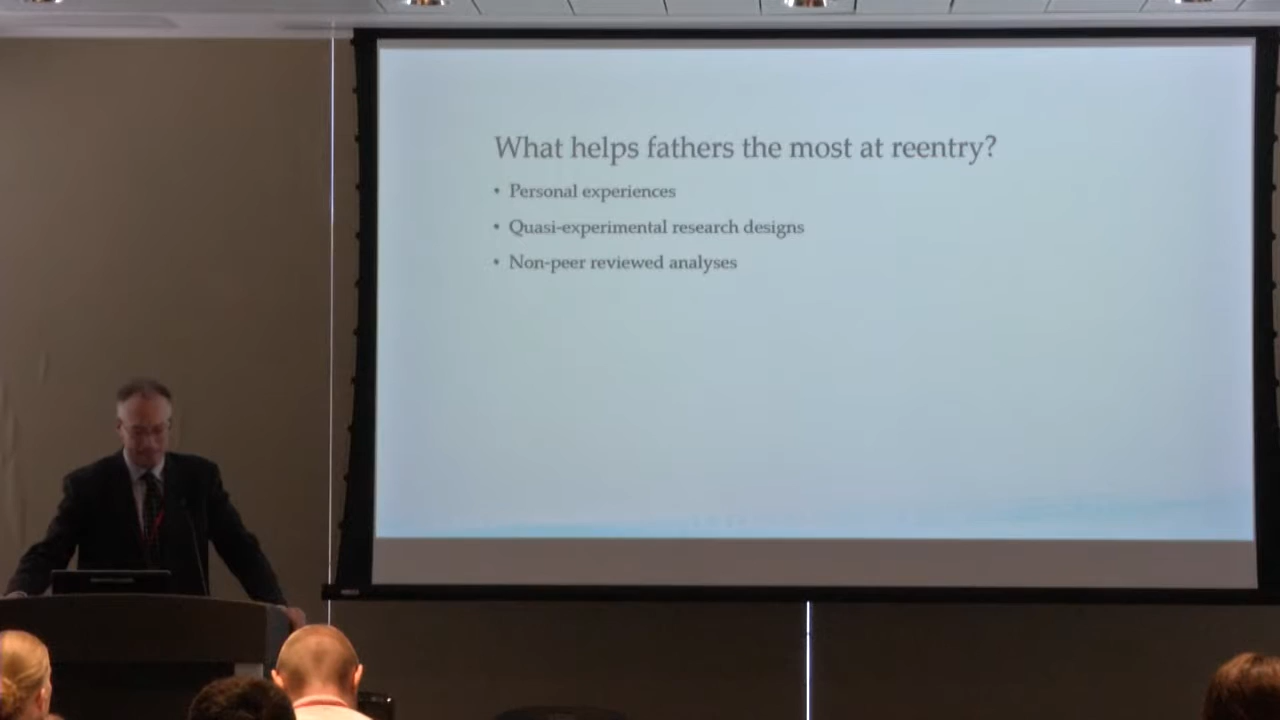 What helps fathers the most at reentry?
• Personal experiences
• Quasi-experimental research designs
• Non-peer reviewed analyses